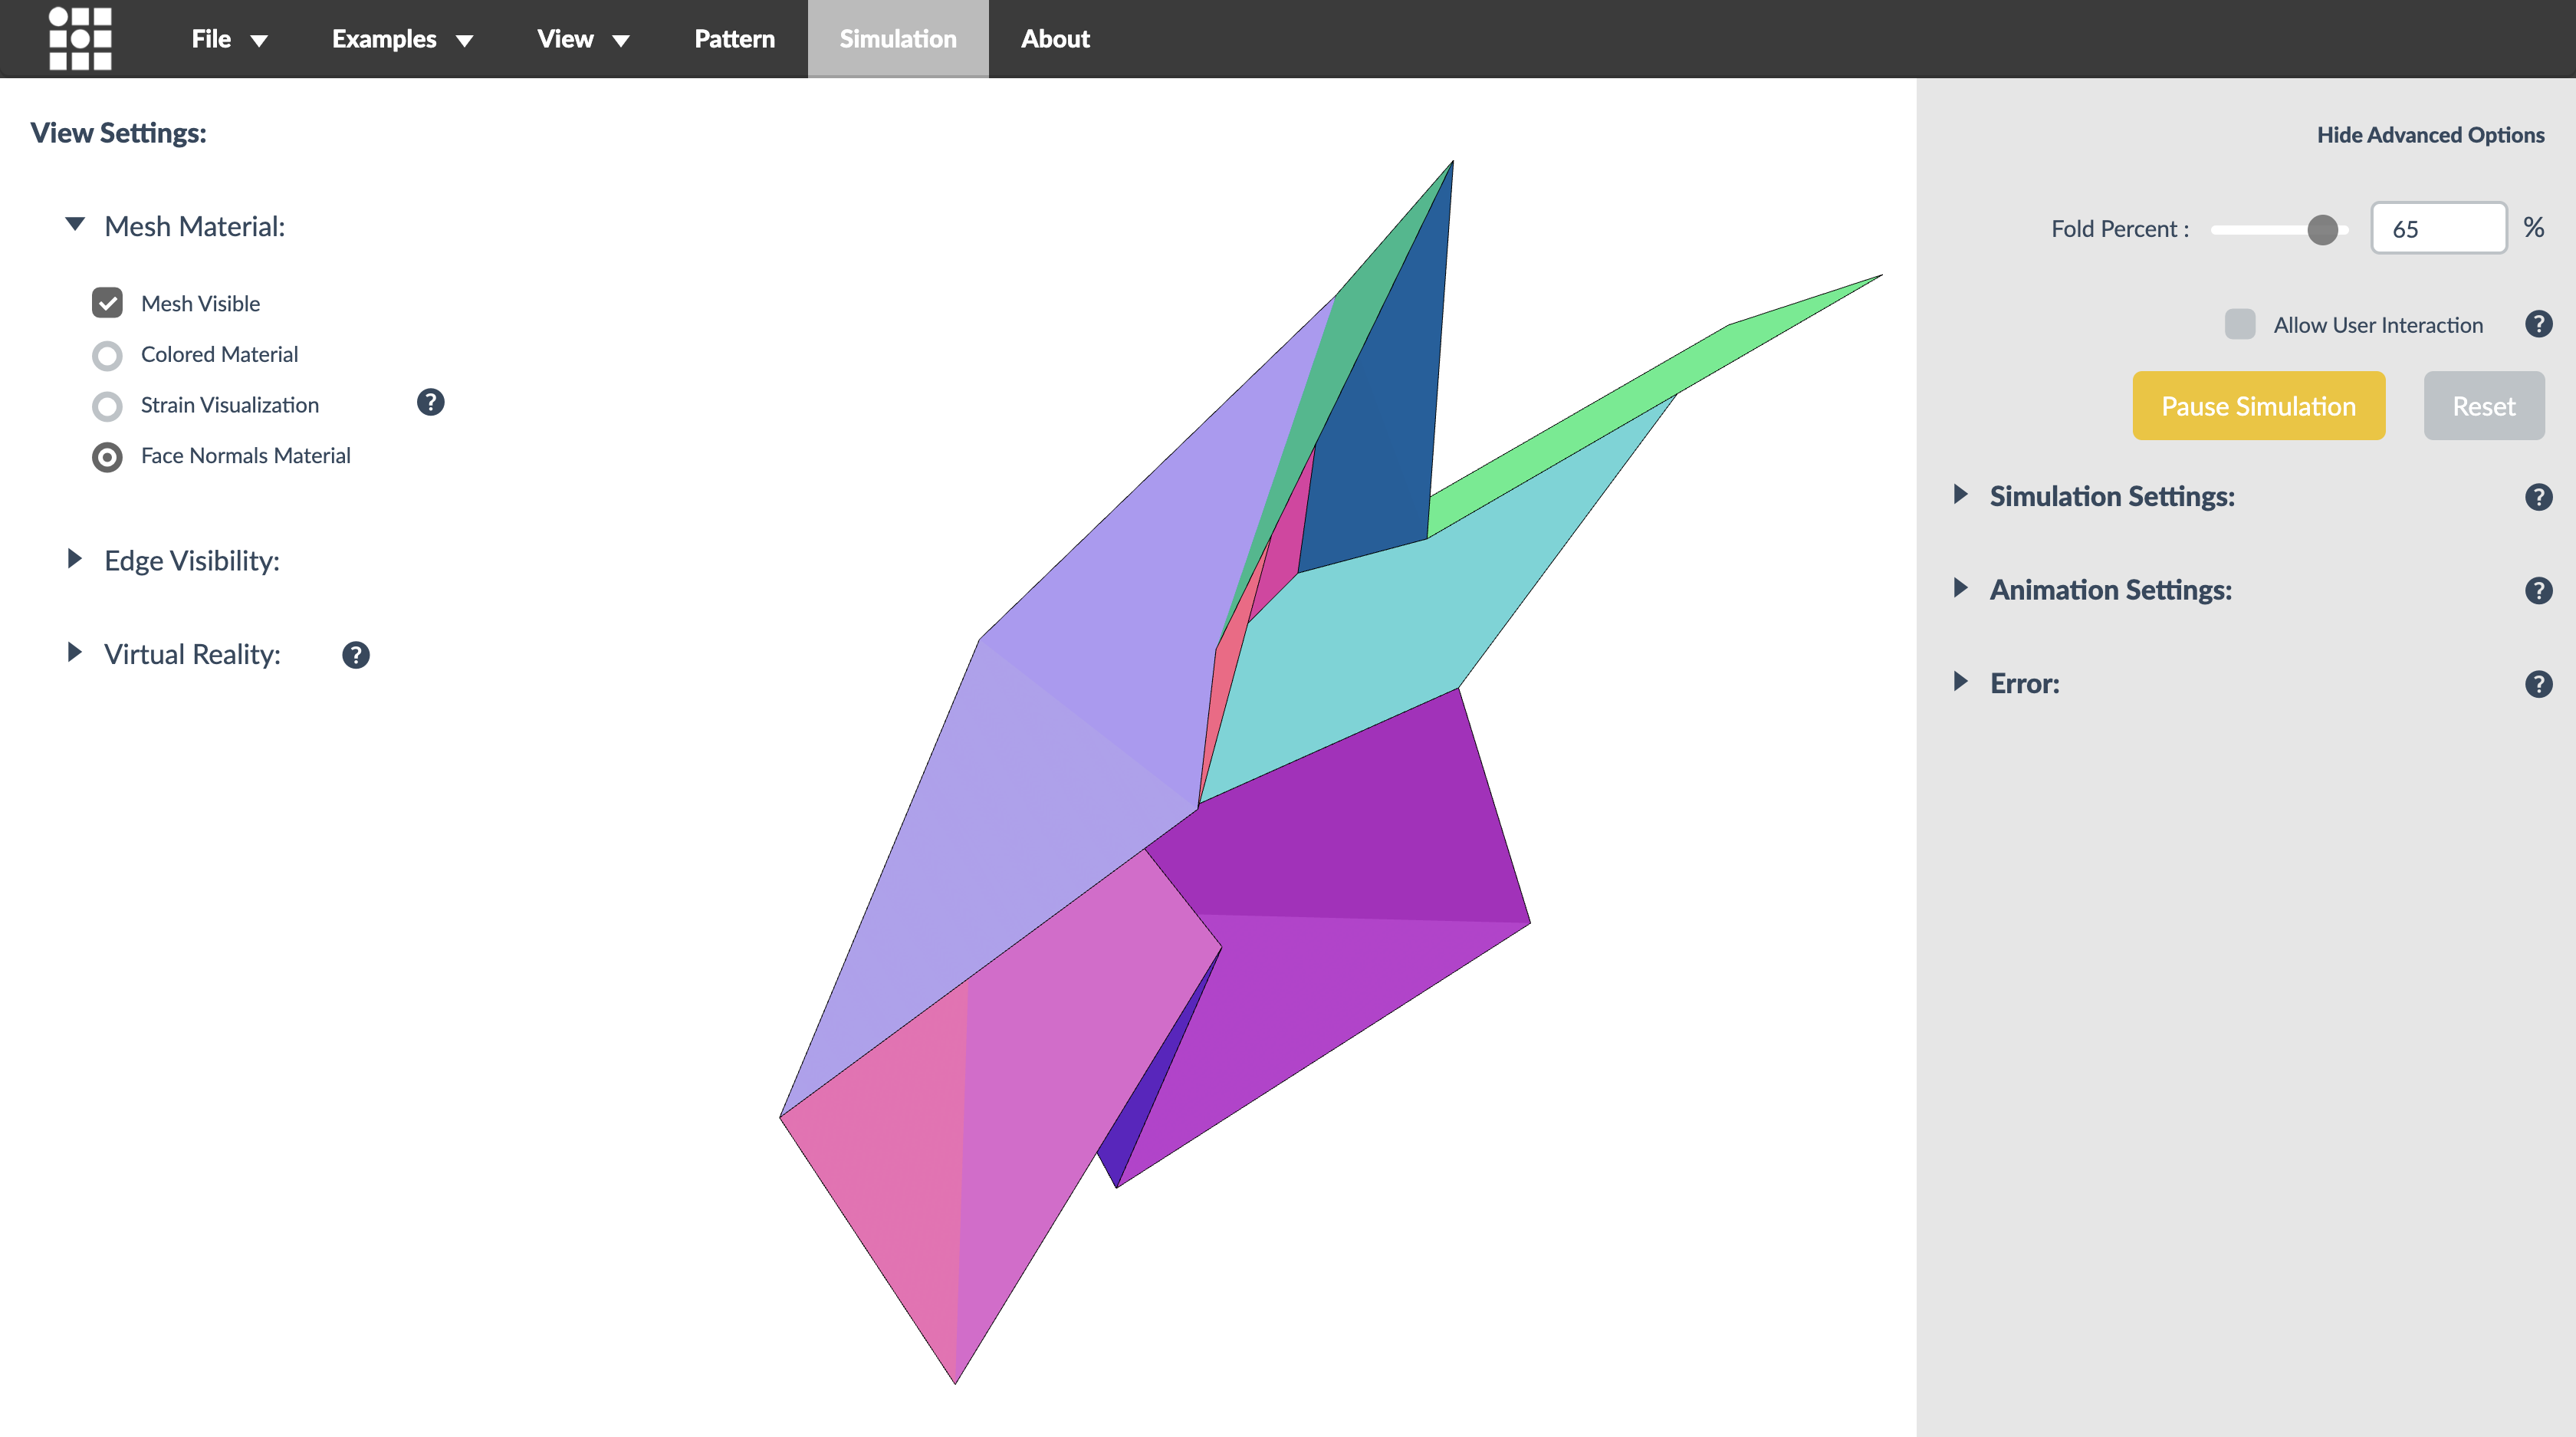 File Examples View Pattern Simulation About
View Settings:
Mesh Material:
Mesh Visible
Colored Material
Strain Visualization ?
Face Normals Material
Edge Visibility:
Virtual Reality: ?
Hide Advanced Options
Fold Percent : 65 %
Allow User Interaction ?
Pause Simulation Reset
Simulation Settings: ?
Animation Settings: ?
Error: ?